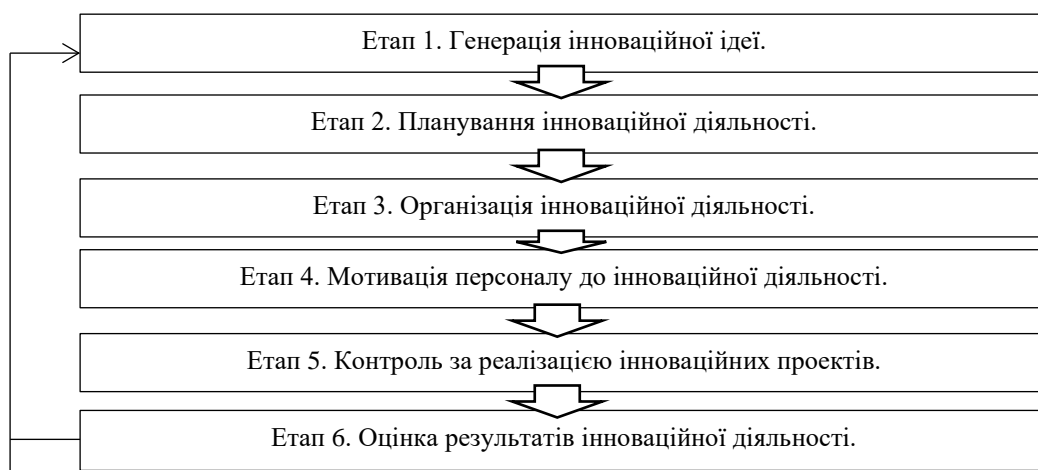 Етап 1. Генерація інноваційної ідеї.
Етап 2. Планування інноваційної діяльності.
Етап 3. Організація інноваційної діяльності.
Етап 4. Мотивація персоналу до інноваційної діяльності.
Етап 5. Контроль за реалізацією інноваційних проектів.
Етап 6. Оцінка результатів інноваційної діяльності.